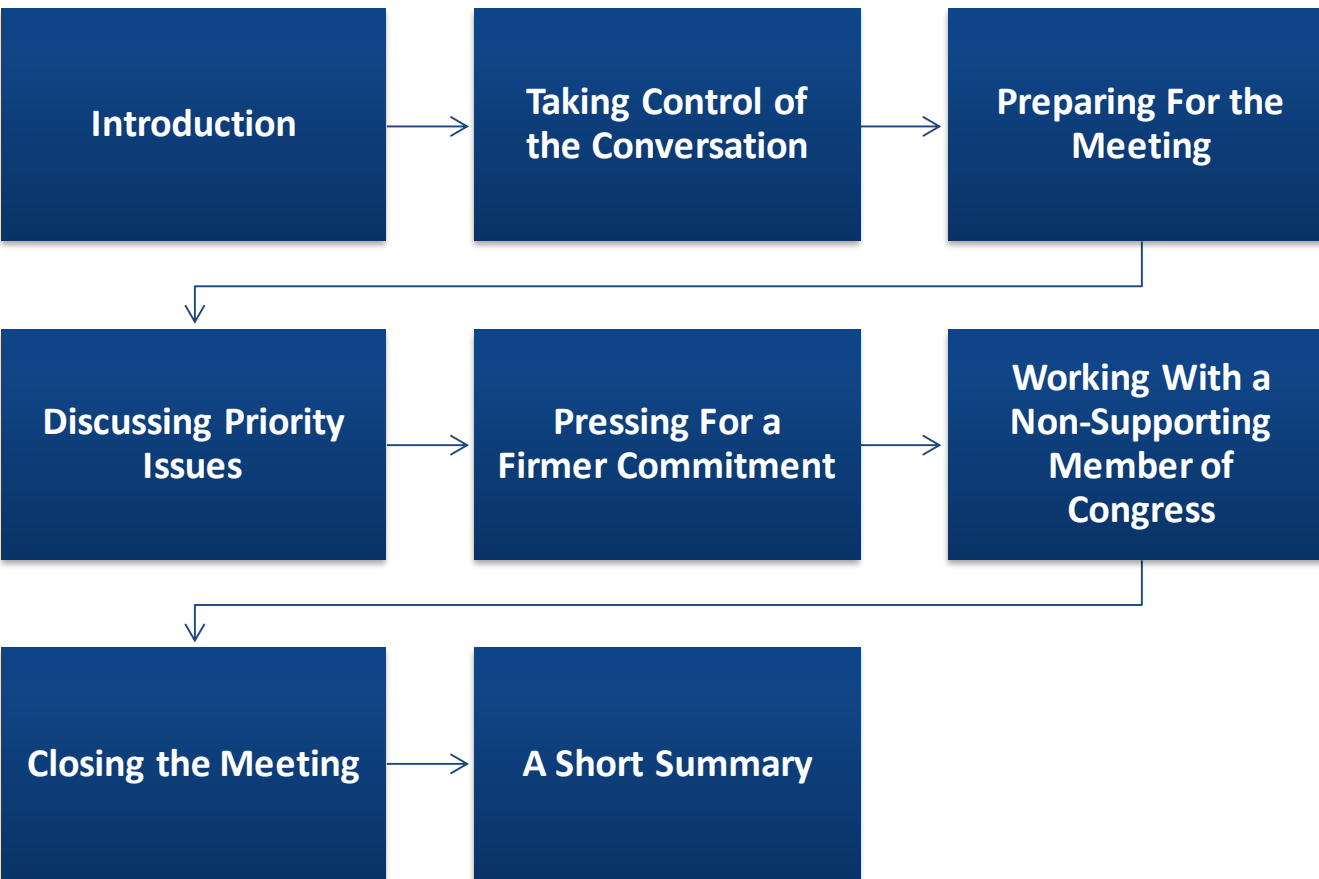 Introduction
Taking Control of
the Conversation
Preparing For the
Meeting
Discussing Priority
Issues
Pressing For a
Firmer Commitment
Working With a
Non-Supporting
Member of
Congress
Closing the Meeting
A Short Summary